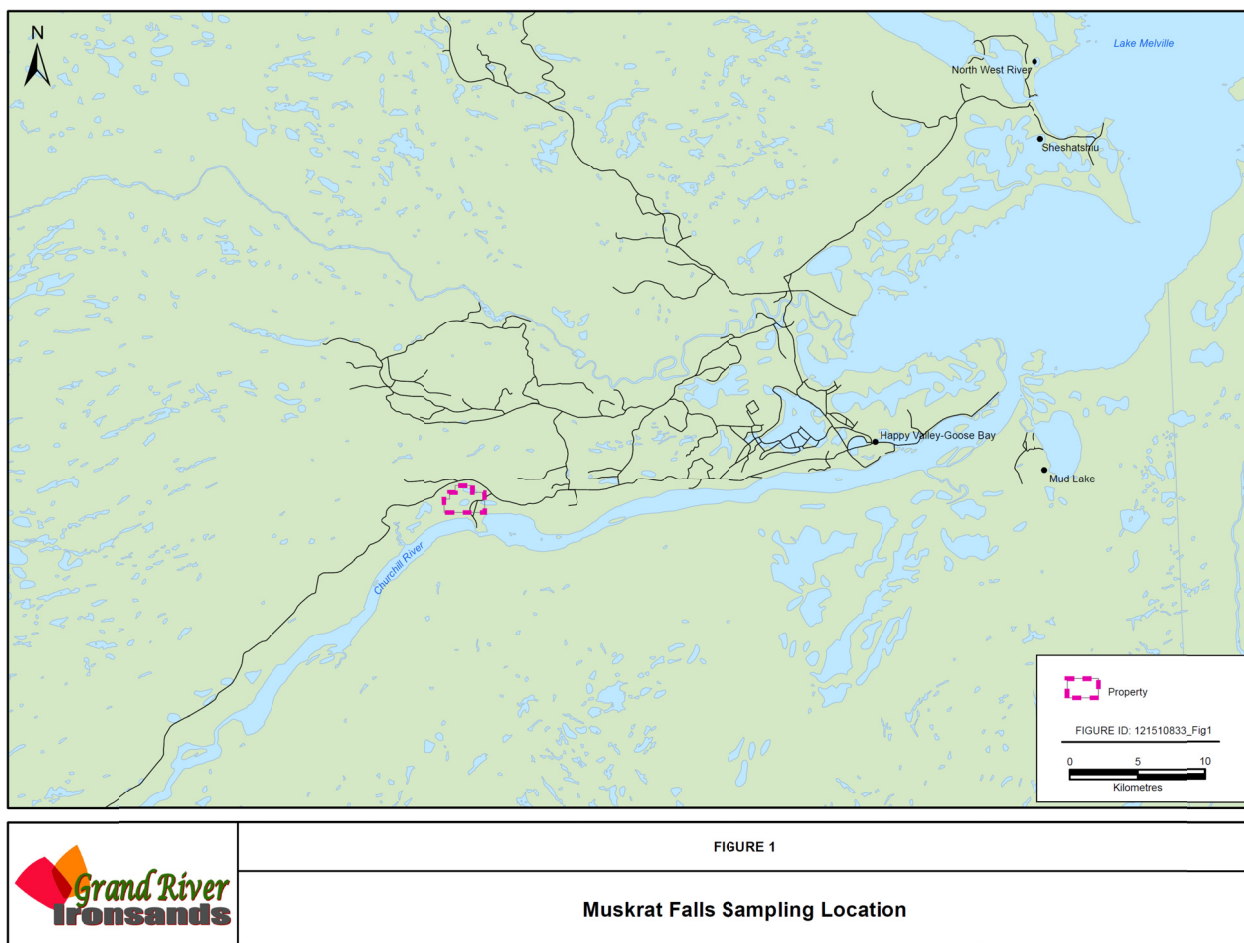 N
Lake Melville
North West River
Sheshatshiu
Happy Valley-Goose Bay
Mud Lake
Churchill River
Property
FIGURE ID: 121510833_Fig1
0 5 10
Kilometres
Grand River
Ironsands
FIGURE 1
Muskrat Falls Sampling Location